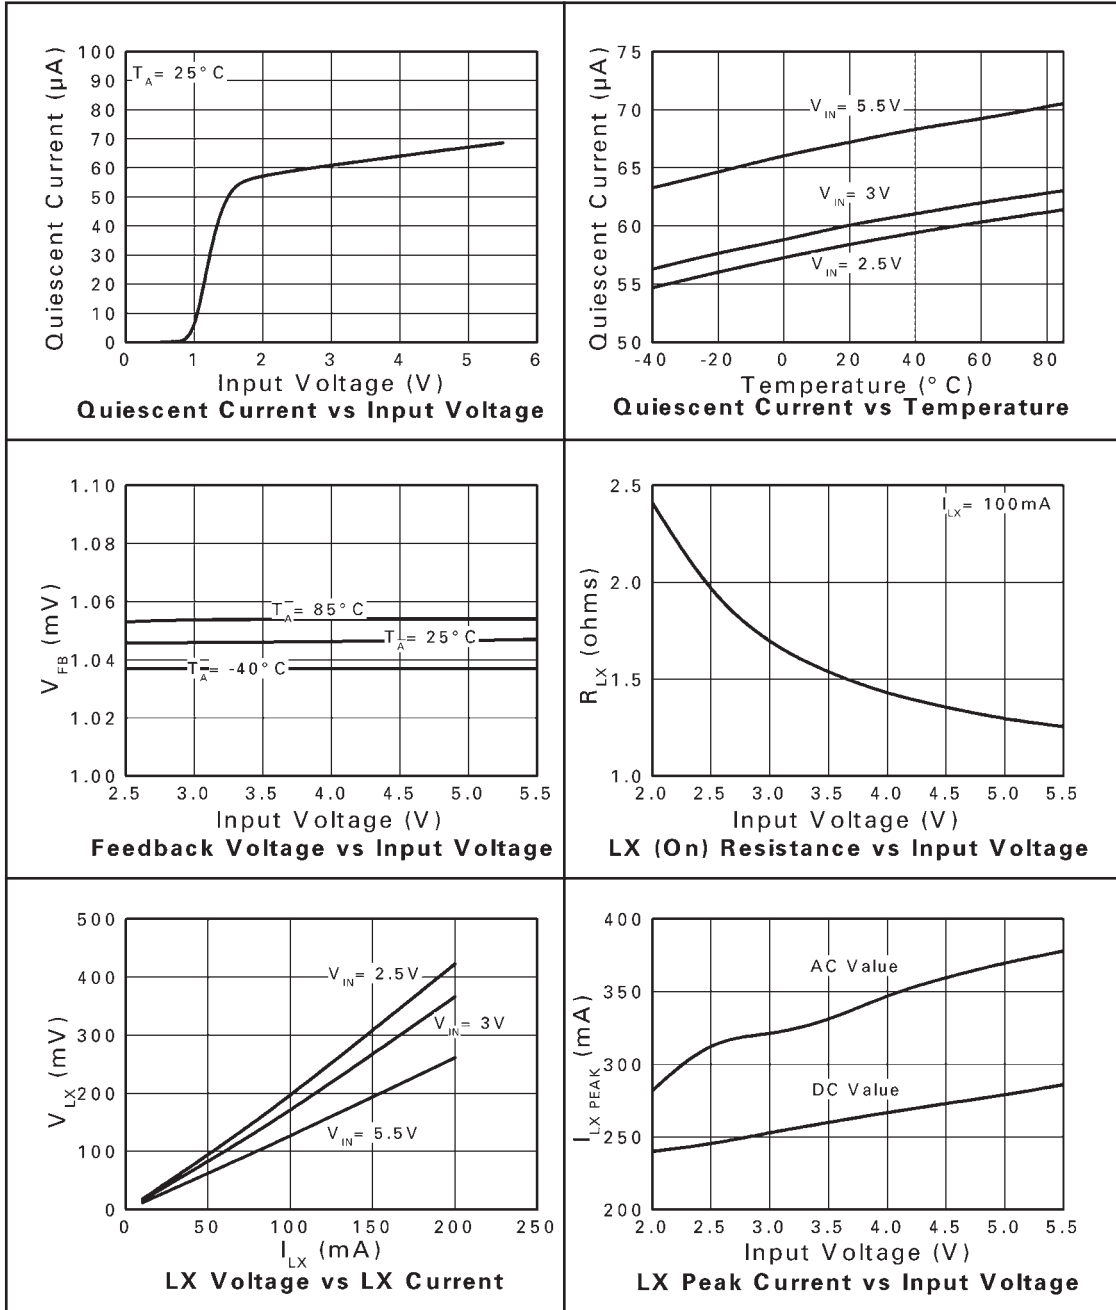 Quiescent Current (µA)
100
90
80
70
60
50
40
30
20
10
0
TA= 25°C
0 1 2 3 4 5 6
Input Voltage (V)
Quiescent Current vs Input Voltage
Quiescent Current (µA)
75
70
65
60
55
50
VIN= 5.5V
VIN= 3V
VIN= 2.5V
-40 -20 0 20 40 60 80
Temperature (°C)
Quiescent Current vs Temperature
VFB (mV)
1.10
1.08
1.06
1.04
1.02
1.00
TA= 85°C
TA= 25°C
TA= -40°C
2.5 3.0 3.5 4.0 4.5 5.0 5.5
Input Voltage (V)
Feedback Voltage vs Input Voltage
RLX (ohms)
2.5
2.0
1.5
1.0
ILX= 100mA
2.0 2.5 3.0 3.5 4.0 4.5 5.0 5.5
Input Voltage (V)
LX (On) Resistance vs Input Voltage
VLX (mV)
500
400
300
200
100
0
VIN= 2.5V
VIN= 3V
VIN= 5.5V
0 50 100 150 200 250
ILX (mA)
LX Voltage vs LX Current
ILX PEAK (mA)
400
350
300
250
200
AC Value
DC Value
2.0 2.5 3.0 3.5 4.0 4.5 5.0 5.5
Input Voltage (V)
LX Peak Current vs Input Voltage